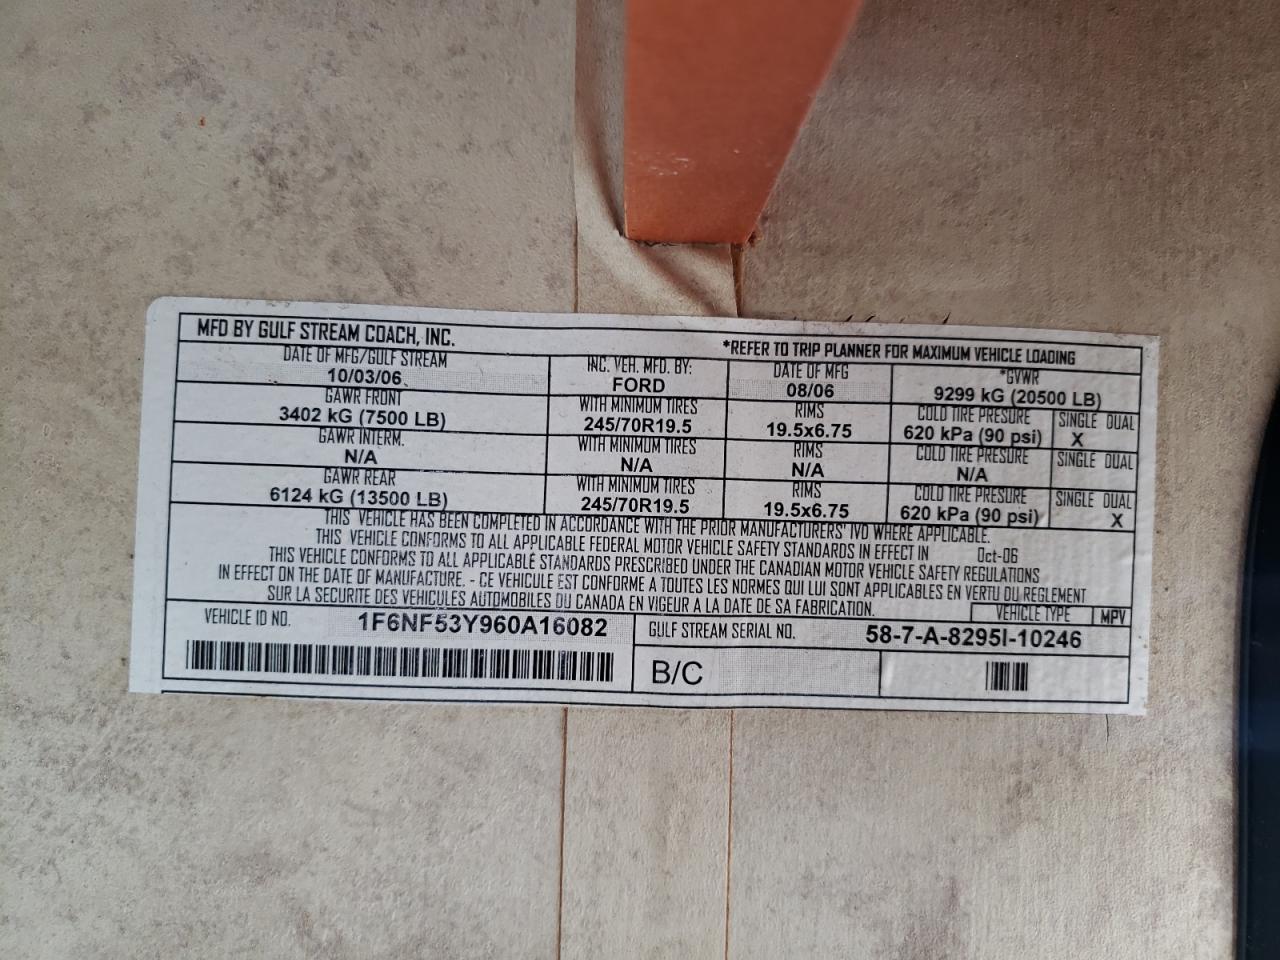 MFD BY GULF STREAM COACH, INC.
*REFER TO TRIP PLANNER FOR MAXIMUM VEHICLE LOADING
DATE OF MFG/GULF STREAM
10/03/06
INC. VEH. MFD. BY:
FORD
DATE OF MFG
08/06
*GVWR
9299 kG (20500 LB)
GAWR FRONT
3402 kG (7500 LB)
WITH MINIMUM TIRES
245/70R19.5
RIMS
19.5x6.75
COLD TIRE PRESURE
620 kPa (90 psi)
SINGLE DUAL
X
GAWR INTERM.
N/A
WITH MINIMUM TIRES
N/A
RIMS
N/A
COLD TIRE PRESURE
N/A
SINGLE DUAL
GAWR REAR
6124 kG (13500 LB)
WITH MINIMUM TIRES
245/70R19.5
RIMS
19.5x6.75
COLD TIRE PRESURE
620 kPa (90 psi)
SINGLE DUAL
X
THIS VEHICLE HAS BEEN COMPLETED IN ACCORDANCE WITH THE PRIOR MANUFACTURERS' IVD WHERE APPLICABLE.
THIS VEHICLE CONFORMS TO ALL APPLICABLE FEDERAL MOTOR VEHICLE SAFETY STANDARDS IN EFFECT IN Oct-06
THIS VEHICLE CONFORMS TO ALL APPLICABLE STANDARDS PRESCRIBED UNDER THE CANADIAN MOTOR VEHICLE SAFETY REGULATIONS
IN EFFECT ON THE DATE OF MANUFACTURE. - CE VEHICULE EST CONFORME A TOUTES LES NORMES QUI LUI SONT APPLICABLES EN VERTU DU REGLEMENT
SUR LA SECURITE DES VEHICULES AUTOMOBILES DU CANADA EN VIGEUR A LA DATE DE SA FABRICATION.
VEHICLE TYPE MPV
VEHICLE ID NO. 1F6NF53Y960A16082
GULF STREAM SERIAL NO. 58-7-A-8295I-10246
B/C